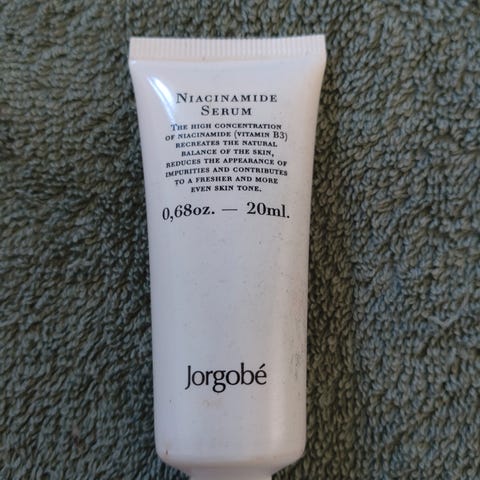 NIACINAMIDE
SERUM
THE HIGH CONCENTRATION
OF NIACINAMIDE (VITAMIN B3)
RECREATES THE NATURAL
BALANCE OF THE SKIN,
REDUCES THE APPEARANCE OF
IMPURITIES AND CONTRIBUTES
TO A FRESHER AND MORE
EVEN SKIN TONE.
0,68oz. — 20ml.
Jorgobé